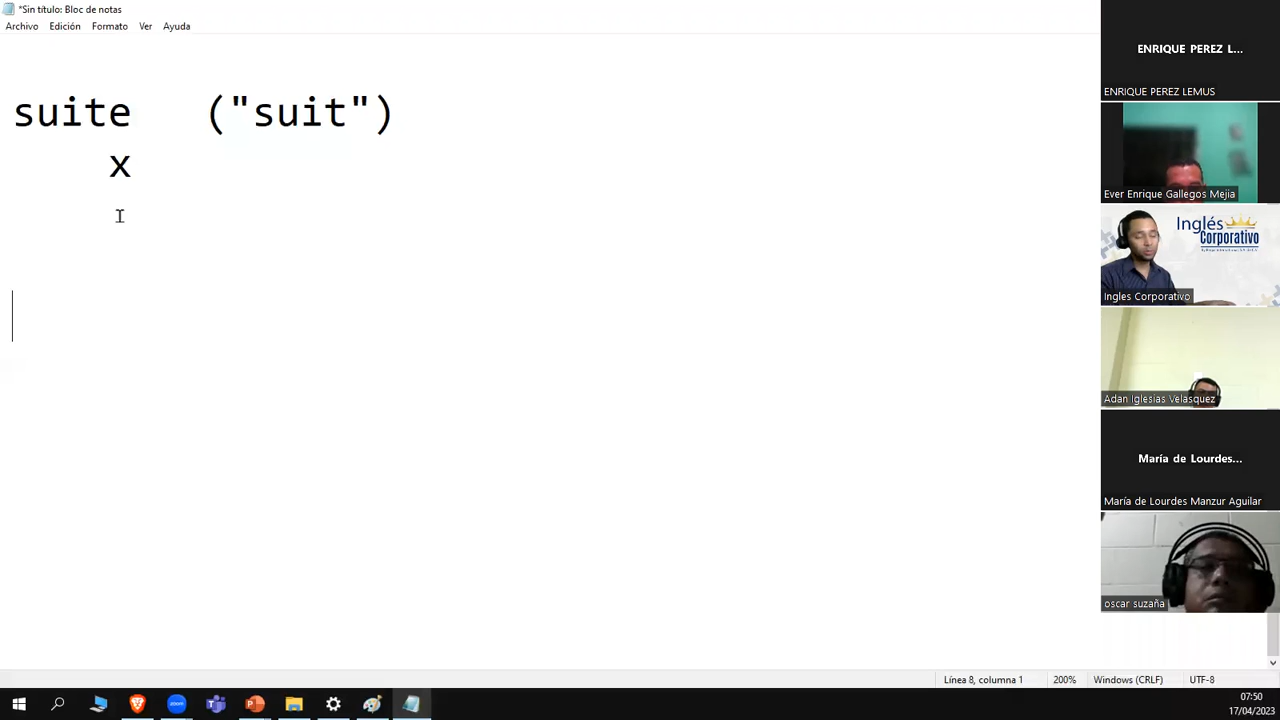 *Sin título: Bloc de notas
Archivo Edición Formato Ver Ayuda
suite ("suit")
x
Línea 8, columna 1 200% Windows (CRLF) UTF-8
ENRIQUE PEREZ L...
ENRIQUE PEREZ LEMUS
Ever Enrique Gallegos Mejia
Inglés
Corporativo
Ingles Corporativo
Adan Iglesias Velasquez
María de Lourdes...
María de Lourdes Manzur Aguilar
oscar suzaña
zoom
07:50
17/04/2023